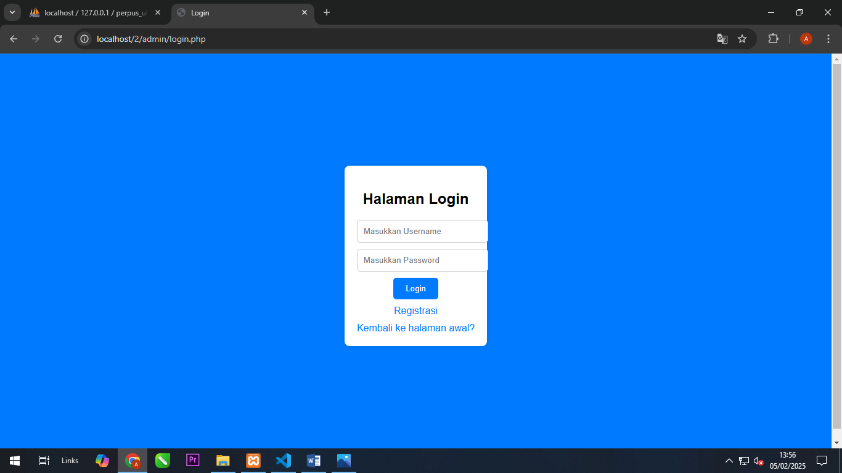 localhost / 127.0.0.1 / perpus_u
Login
localhost/2/admin/login.php
A
Halaman Login
Masukkan Username
Masukkan Password
Login
Registrasi
Kembali ke halaman awal?
Links
Pr
13:56
05/02/2025